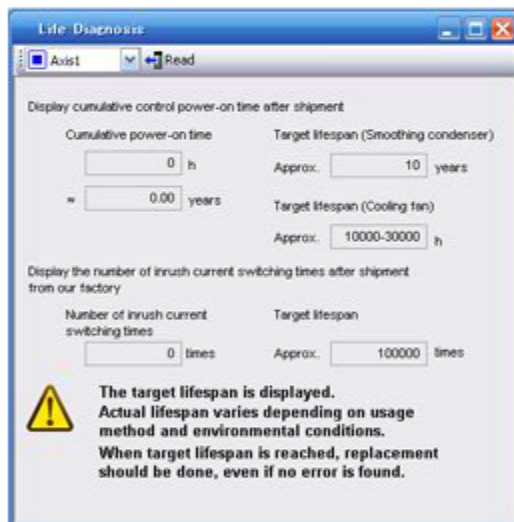 Life Diagnosis
Axis1 Read
Display cumulative control power-on time after shipment
Cumulative power-on time Target lifespan (Smoothing condenser)
0 h Approx. 10 years
= 0.00 years Target lifespan (Cooling fan)
Approx. 10000-30000 h
Display the number of inrush current switching times after shipment
from our factory
Number of inrush current Target lifespan
switching times
0 times Approx. 100000 times
The target lifespan is displayed.
Actual lifespan varies depending on usage
method and environmental conditions.
When target lifespan is reached, replacement
should be done, even if no error is found.